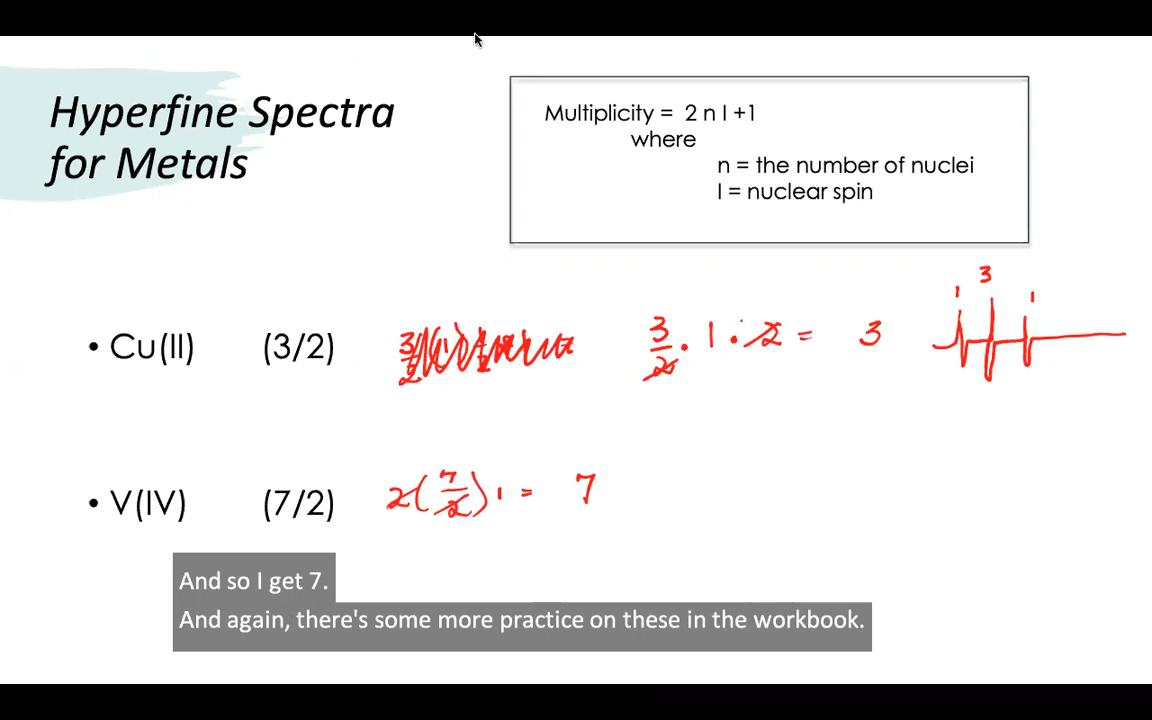 Hyperfine Spectra
for Metals
Multiplicity = 2 n I +1
where
n = the number of nuclei
I = nuclear spin
3
1 1
• Cu(II) (3/2) 3/2 · 1 · 2 = 3
• V(IV) (7/2) 2(7/2)1 = 7
And so I get 7.
And again, there's some more practice on these in the workbook.